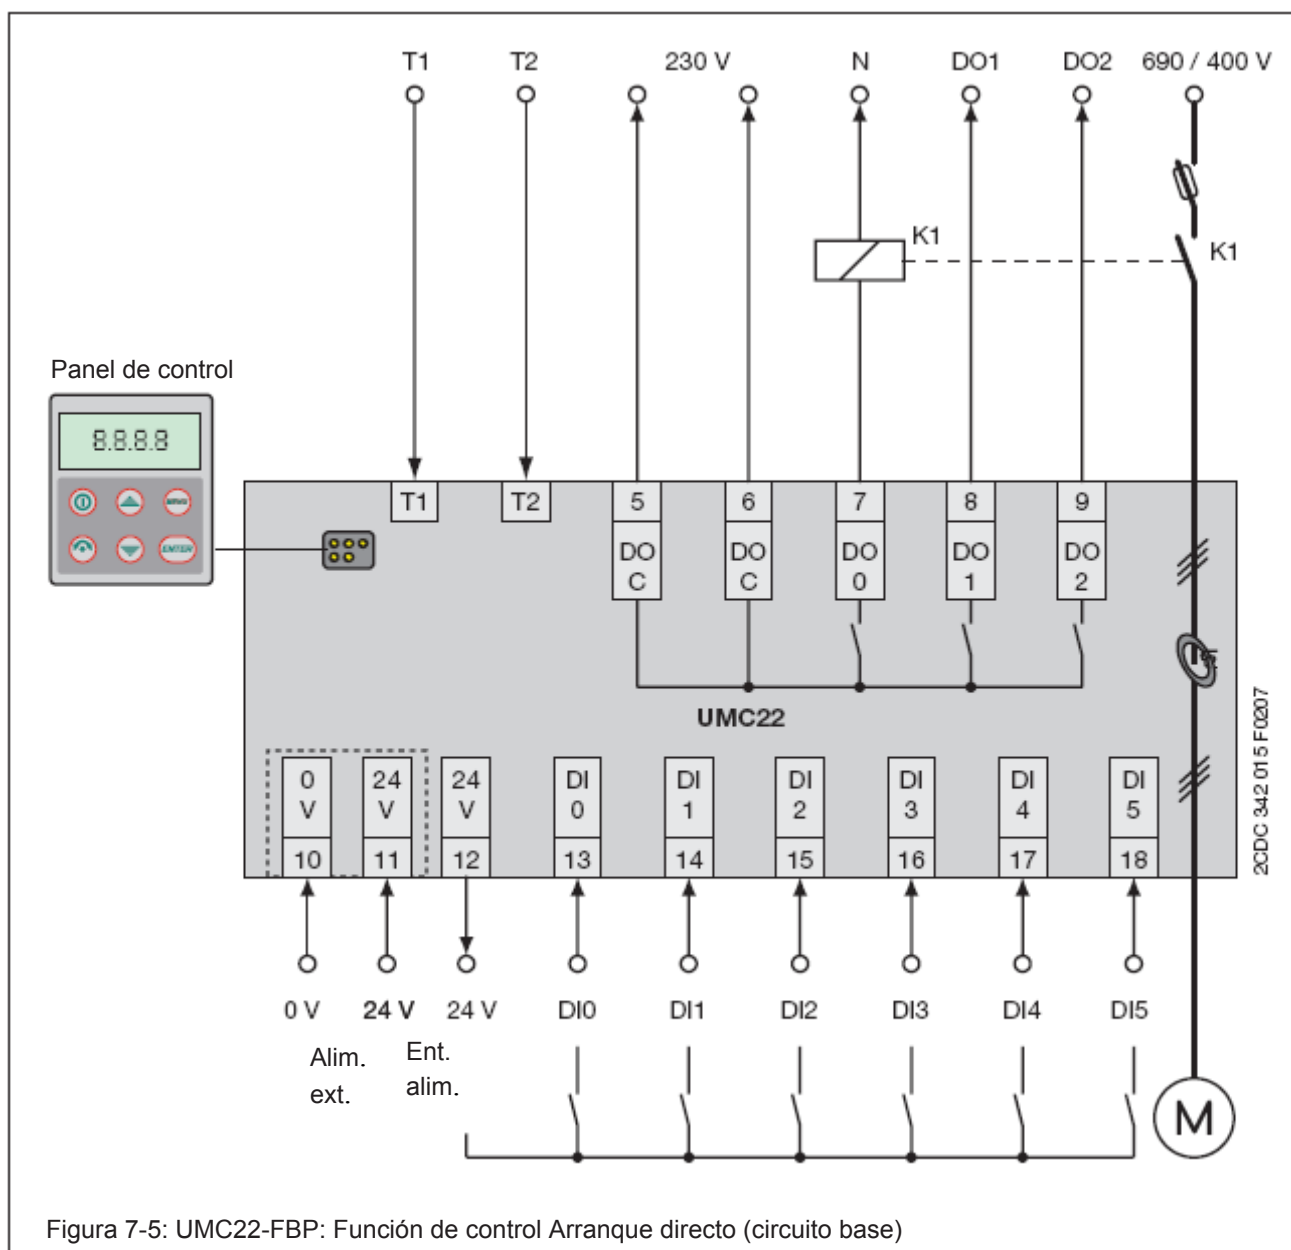 T1 T2 230 V N DO1 DO2 690 / 400 V
K1 K1
Panel de control
8.8.8.8
ENTER
T1 T2 5 6 7 8 9
DO DO DO DO DO
C C 0 1 2
UMC22
0 24 24 DI DI DI DI DI DI
V V V 0 1 2 3 4 5
10 11 12 13 14 15 16 17 18
2CDC 342 015 F0207
0 V 24 V 24 V DI0 DI1 DI2 DI3 DI4 DI5
Alim. Ent.
ext. alim.
M
Figura 7-5: UMC22-FBP: Función de control Arranque directo (circuito base)